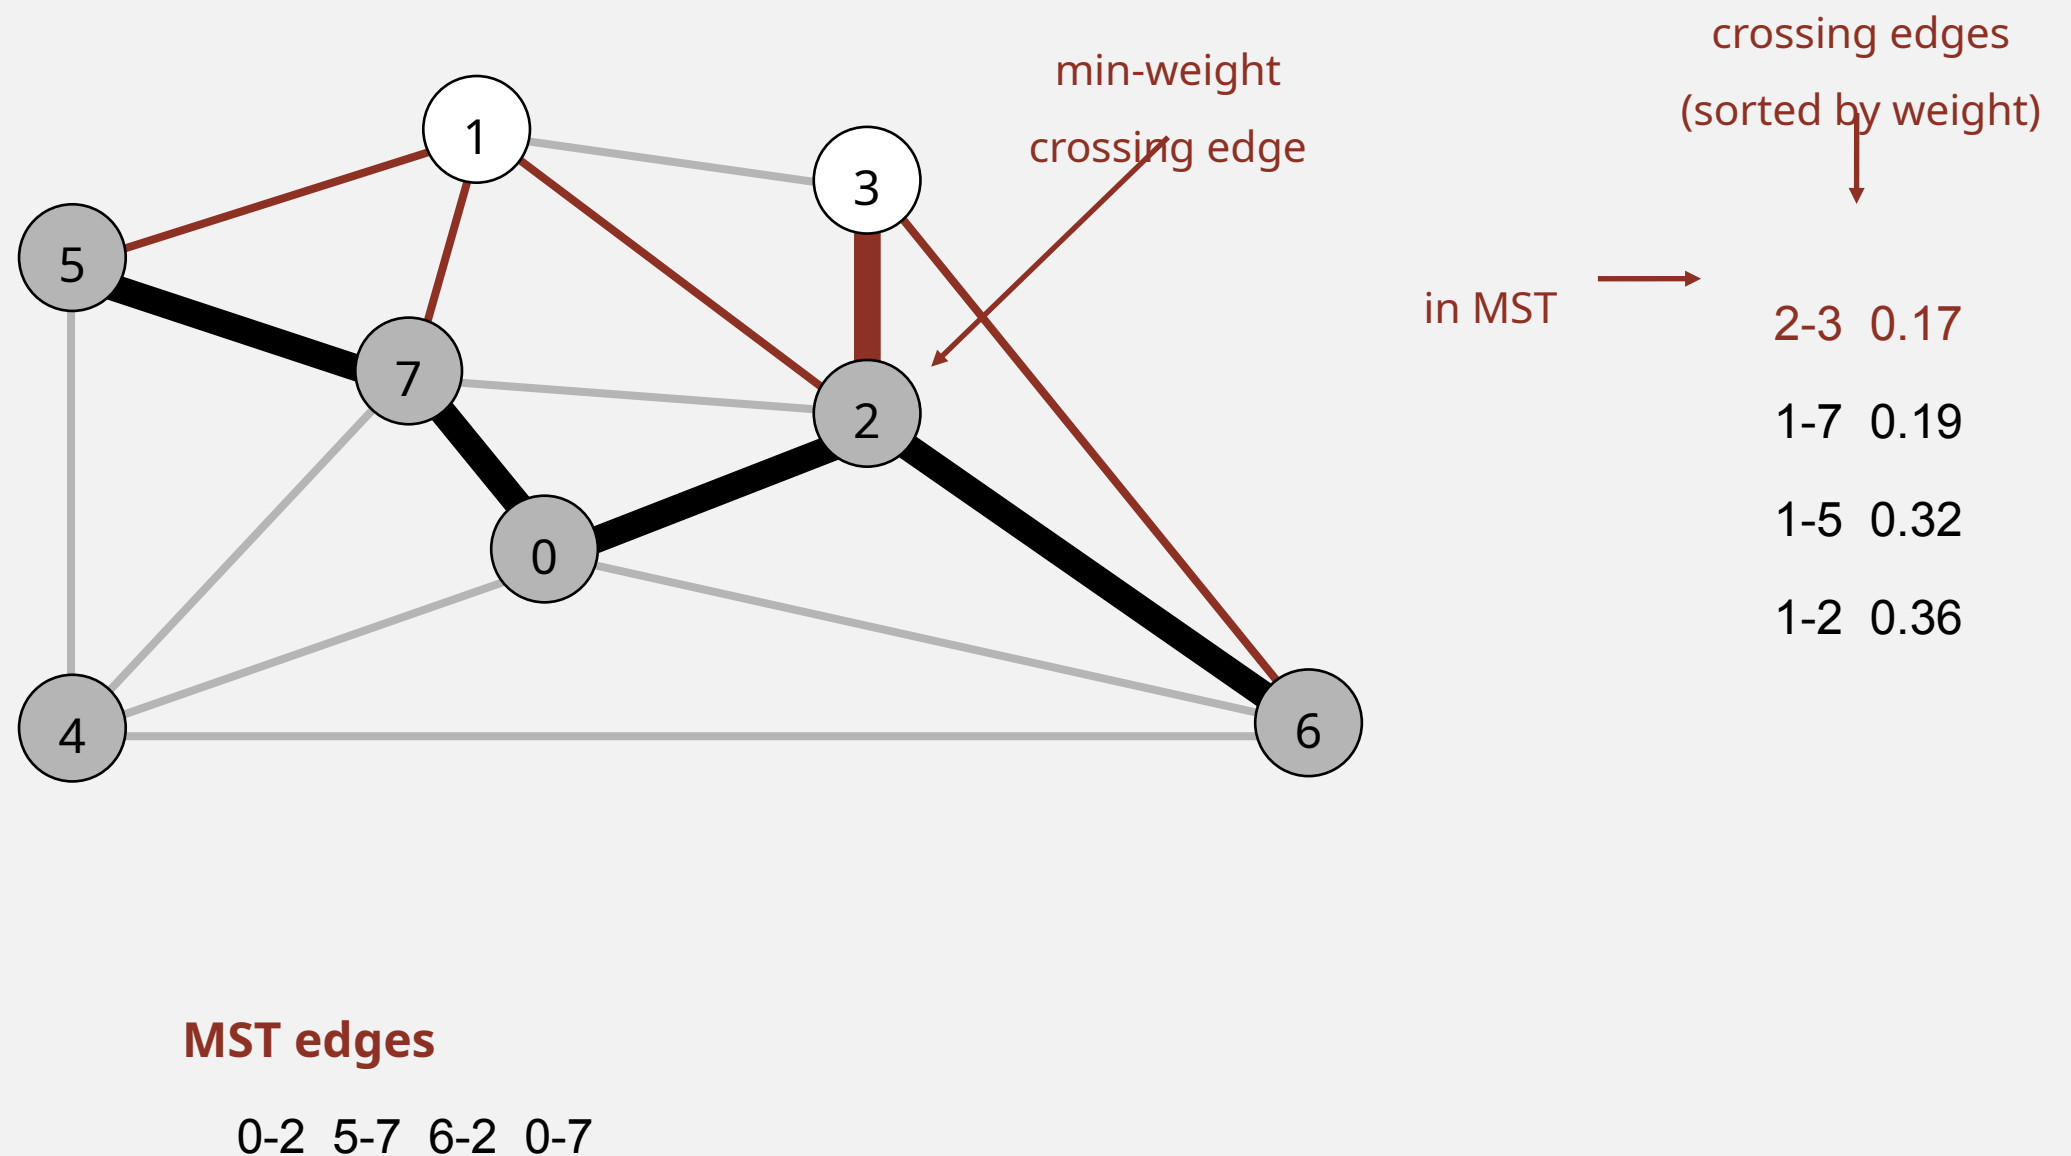 crossing edges
(sorted by weight)
min-weight
crossing edge
1
3
5
in MST
2-3 0.17
7
2
1-7 0.19
1-5 0.32
0
1-2 0.36
4
6
MST edges
0-2 5-7 6-2 0-7